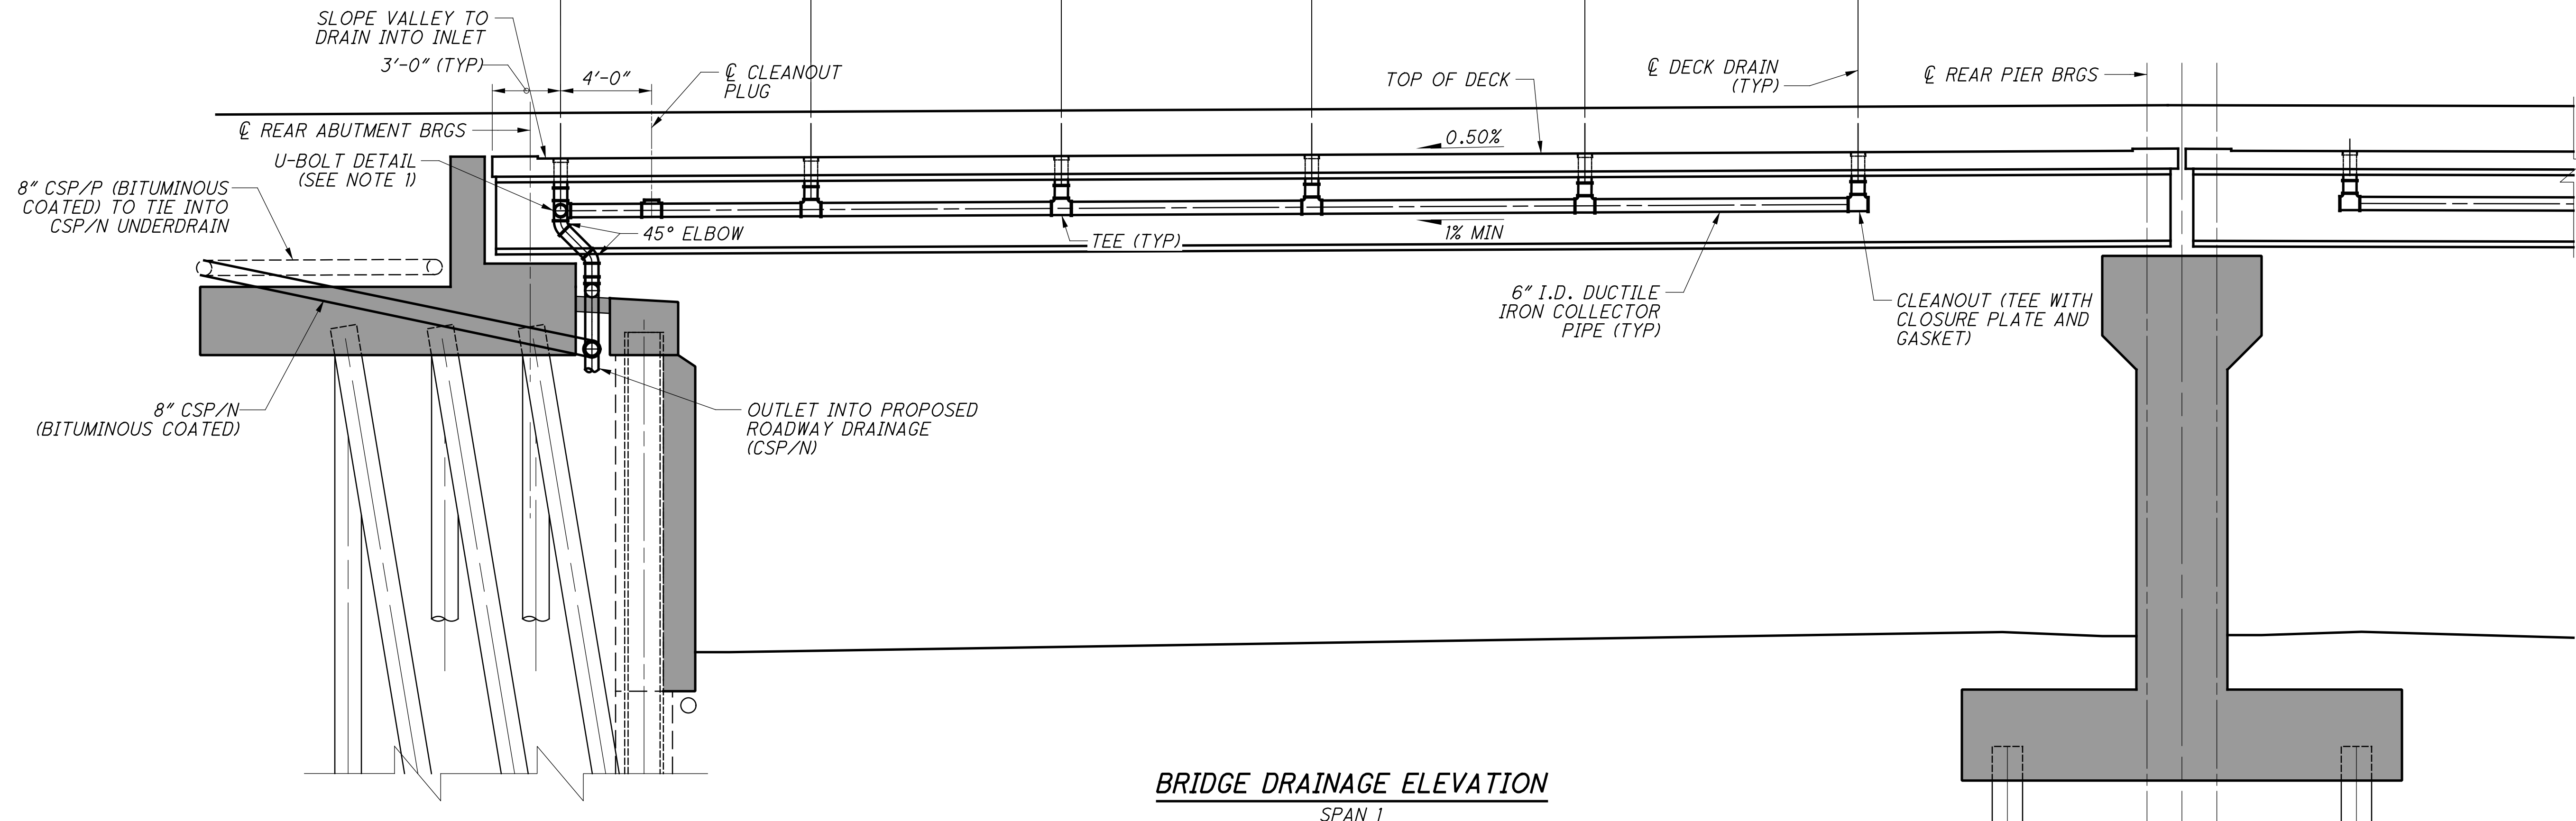 SLOPE VALLEY TO
DRAIN INTO INLET
3'-0" (TYP)
4'-0"
℄ CLEANOUT
PLUG
TOP OF DECK
℄ DECK DRAIN
(TYP)
℄ REAR PIER BRGS
℄ REAR ABUTMENT BRGS
0.50%
U-BOLT DETAIL
(SEE NOTE 1)
8" CSP/P (BITUMINOUS
COATED) TO TIE INTO
CSP/N UNDERDRAIN
45° ELBOW
TEE (TYP)
1% MIN
6" I.D. DUCTILE
IRON COLLECTOR
PIPE (TYP)
CLEANOUT (TEE WITH
CLOSURE PLATE AND
GASKET)
8" CSP/N
(BITUMINOUS COATED)
OUTLET INTO PROPOSED
ROADWAY DRAINAGE
(CSP/N)
BRIDGE DRAINAGE ELEVATION
SPAN 1